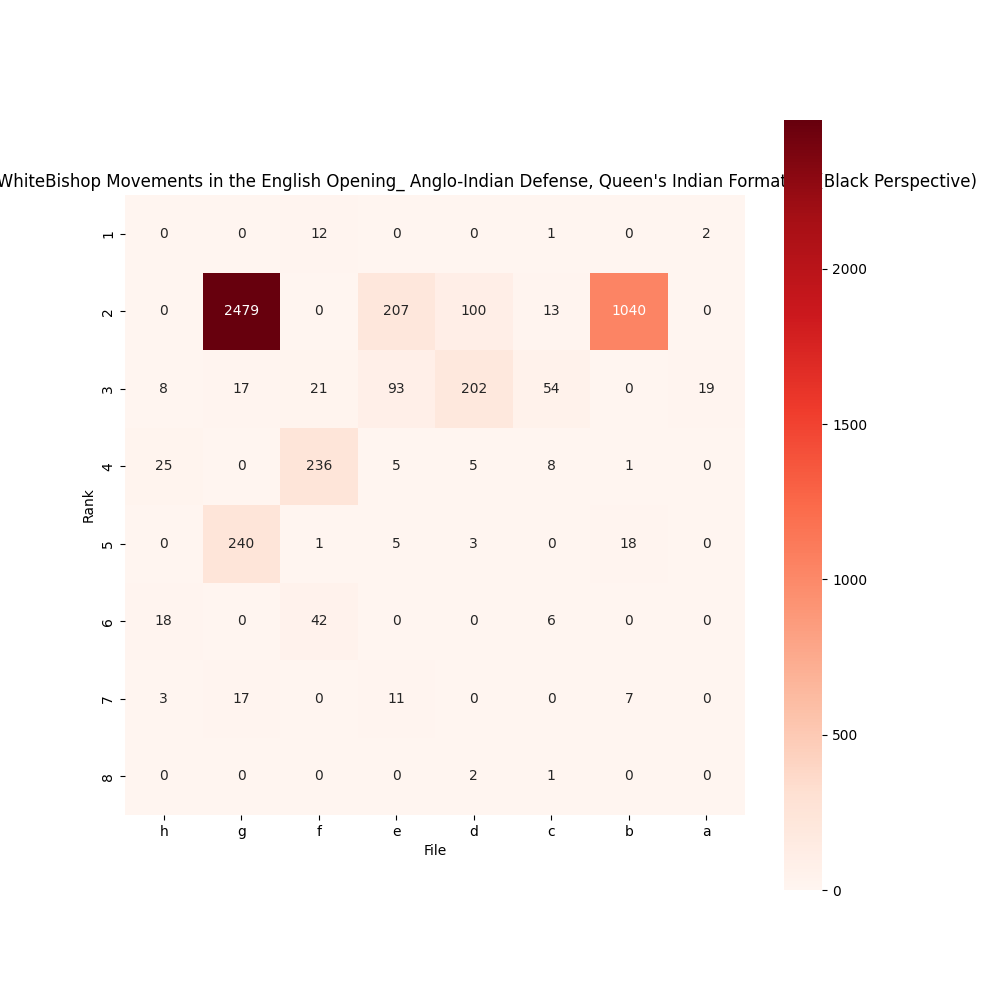 WhiteBishop Movements in the English Opening_ Anglo-Indian Defense, Queen's Indian Format Black Perspective)
1 0 0 12 0 0 1 0 2
2 0 2479 0 207 100 13 1040 0
3 8 17 21 93 202 54 0 19
4 25 0 236 5 5 8 1 0
5 0 240 1 5 3 0 18 0
6 18 0 42 0 0 6 0 0
7 3 17 0 11 0 0 7 0
8 0 0 0 0 2 1 0 0
h g f e d c b a
File
Rank
2000
1500
1000
500
0